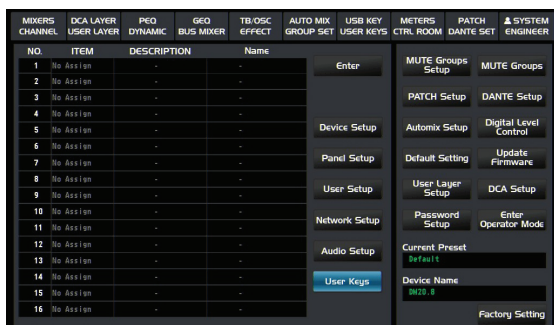 MIXERS DCA LAYER PEQ GEQ TB/OSC AUTO MIX USB KEY METERS PATCH SYSTEM
CHANNEL USER LAYER DYNAMIC BUS MIXER EFFECT GROUP SET USER KEYS CTRL ROOM DANTE SET ENGINEER
NO. ITEM DESCRIPTION Name
1 No Assign - -
2 No Assign - -
3 No Assign - -
4 No Assign - -
5 No Assign - -
6 No Assign - -
7 No Assign - -
8 No Assign - -
9 No Assign - -
10 No Assign - -
11 No Assign - -
12 No Assign - -
13 No Assign - -
14 No Assign - -
15 No Assign - -
16 No Assign - -
Enter
Device Setup
Panel Setup
User Setup
Network Setup
Audio Setup
User Keys
MUTE Groups
Setup
MUTE Groups
PATCH Setup
DANTE Setup
Automix Setup
Digital Level
Control
Default Setting
Update
Firmware
User Layer
Setup
DCA Setup
Password
Setup
Enter
Operator Mode
Current Preset
Default
Device Name
DM20.8
Factory Setting